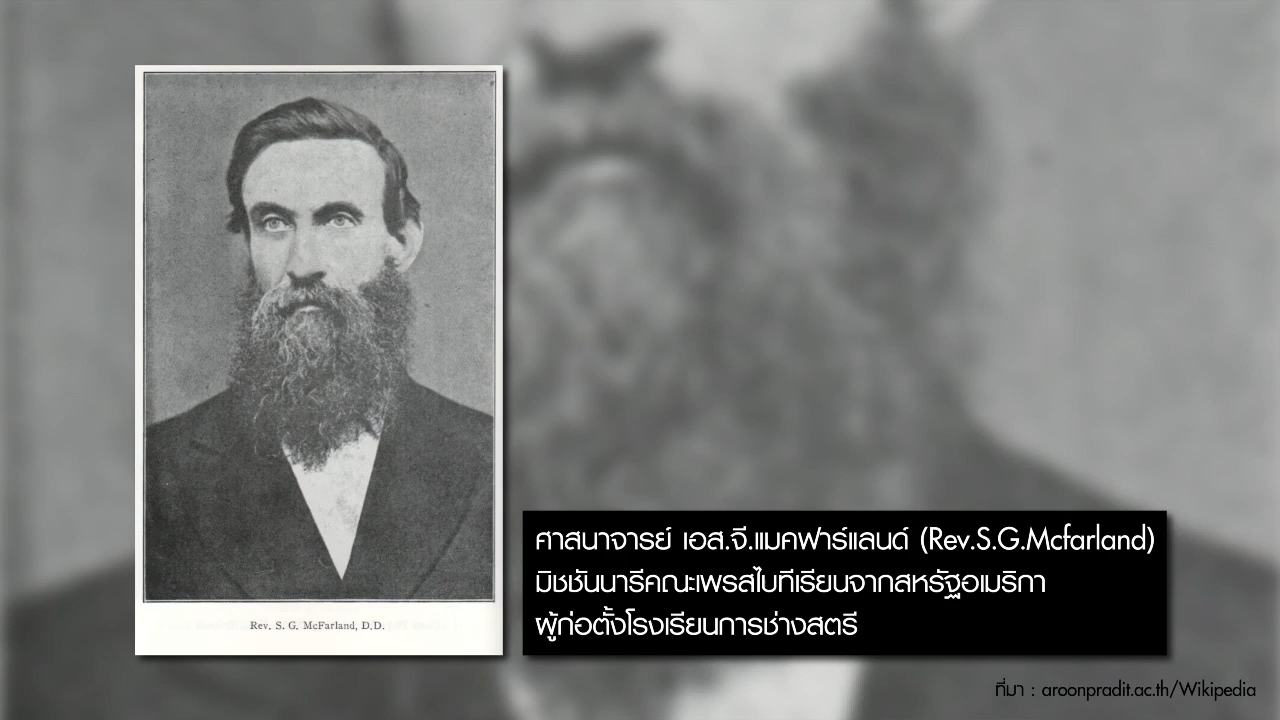 Rev. S. G. McFarland, D.D.
ศาสนาจารย์ เอส.จี.แมคฟาร์แลนด์ (Rev.S.G.Mcfarland)
มิชชันนารีคณะเพรสไบทีเรียนจากสหรัฐอเมริกา
ผู้ก่อตั้งโรงเรียนการช่างสตรี
ที่มา : aroonpradit.ac.th/Wikipedia